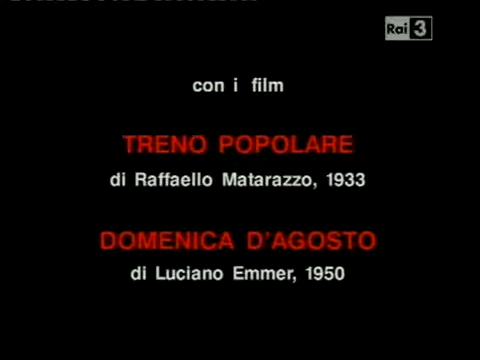 Rai 3
con i film
TRENO POPOLARE
di Raffaello Matarazzo, 1933
DOMENICA D'AGOSTO
di Luciano Emmer, 1950